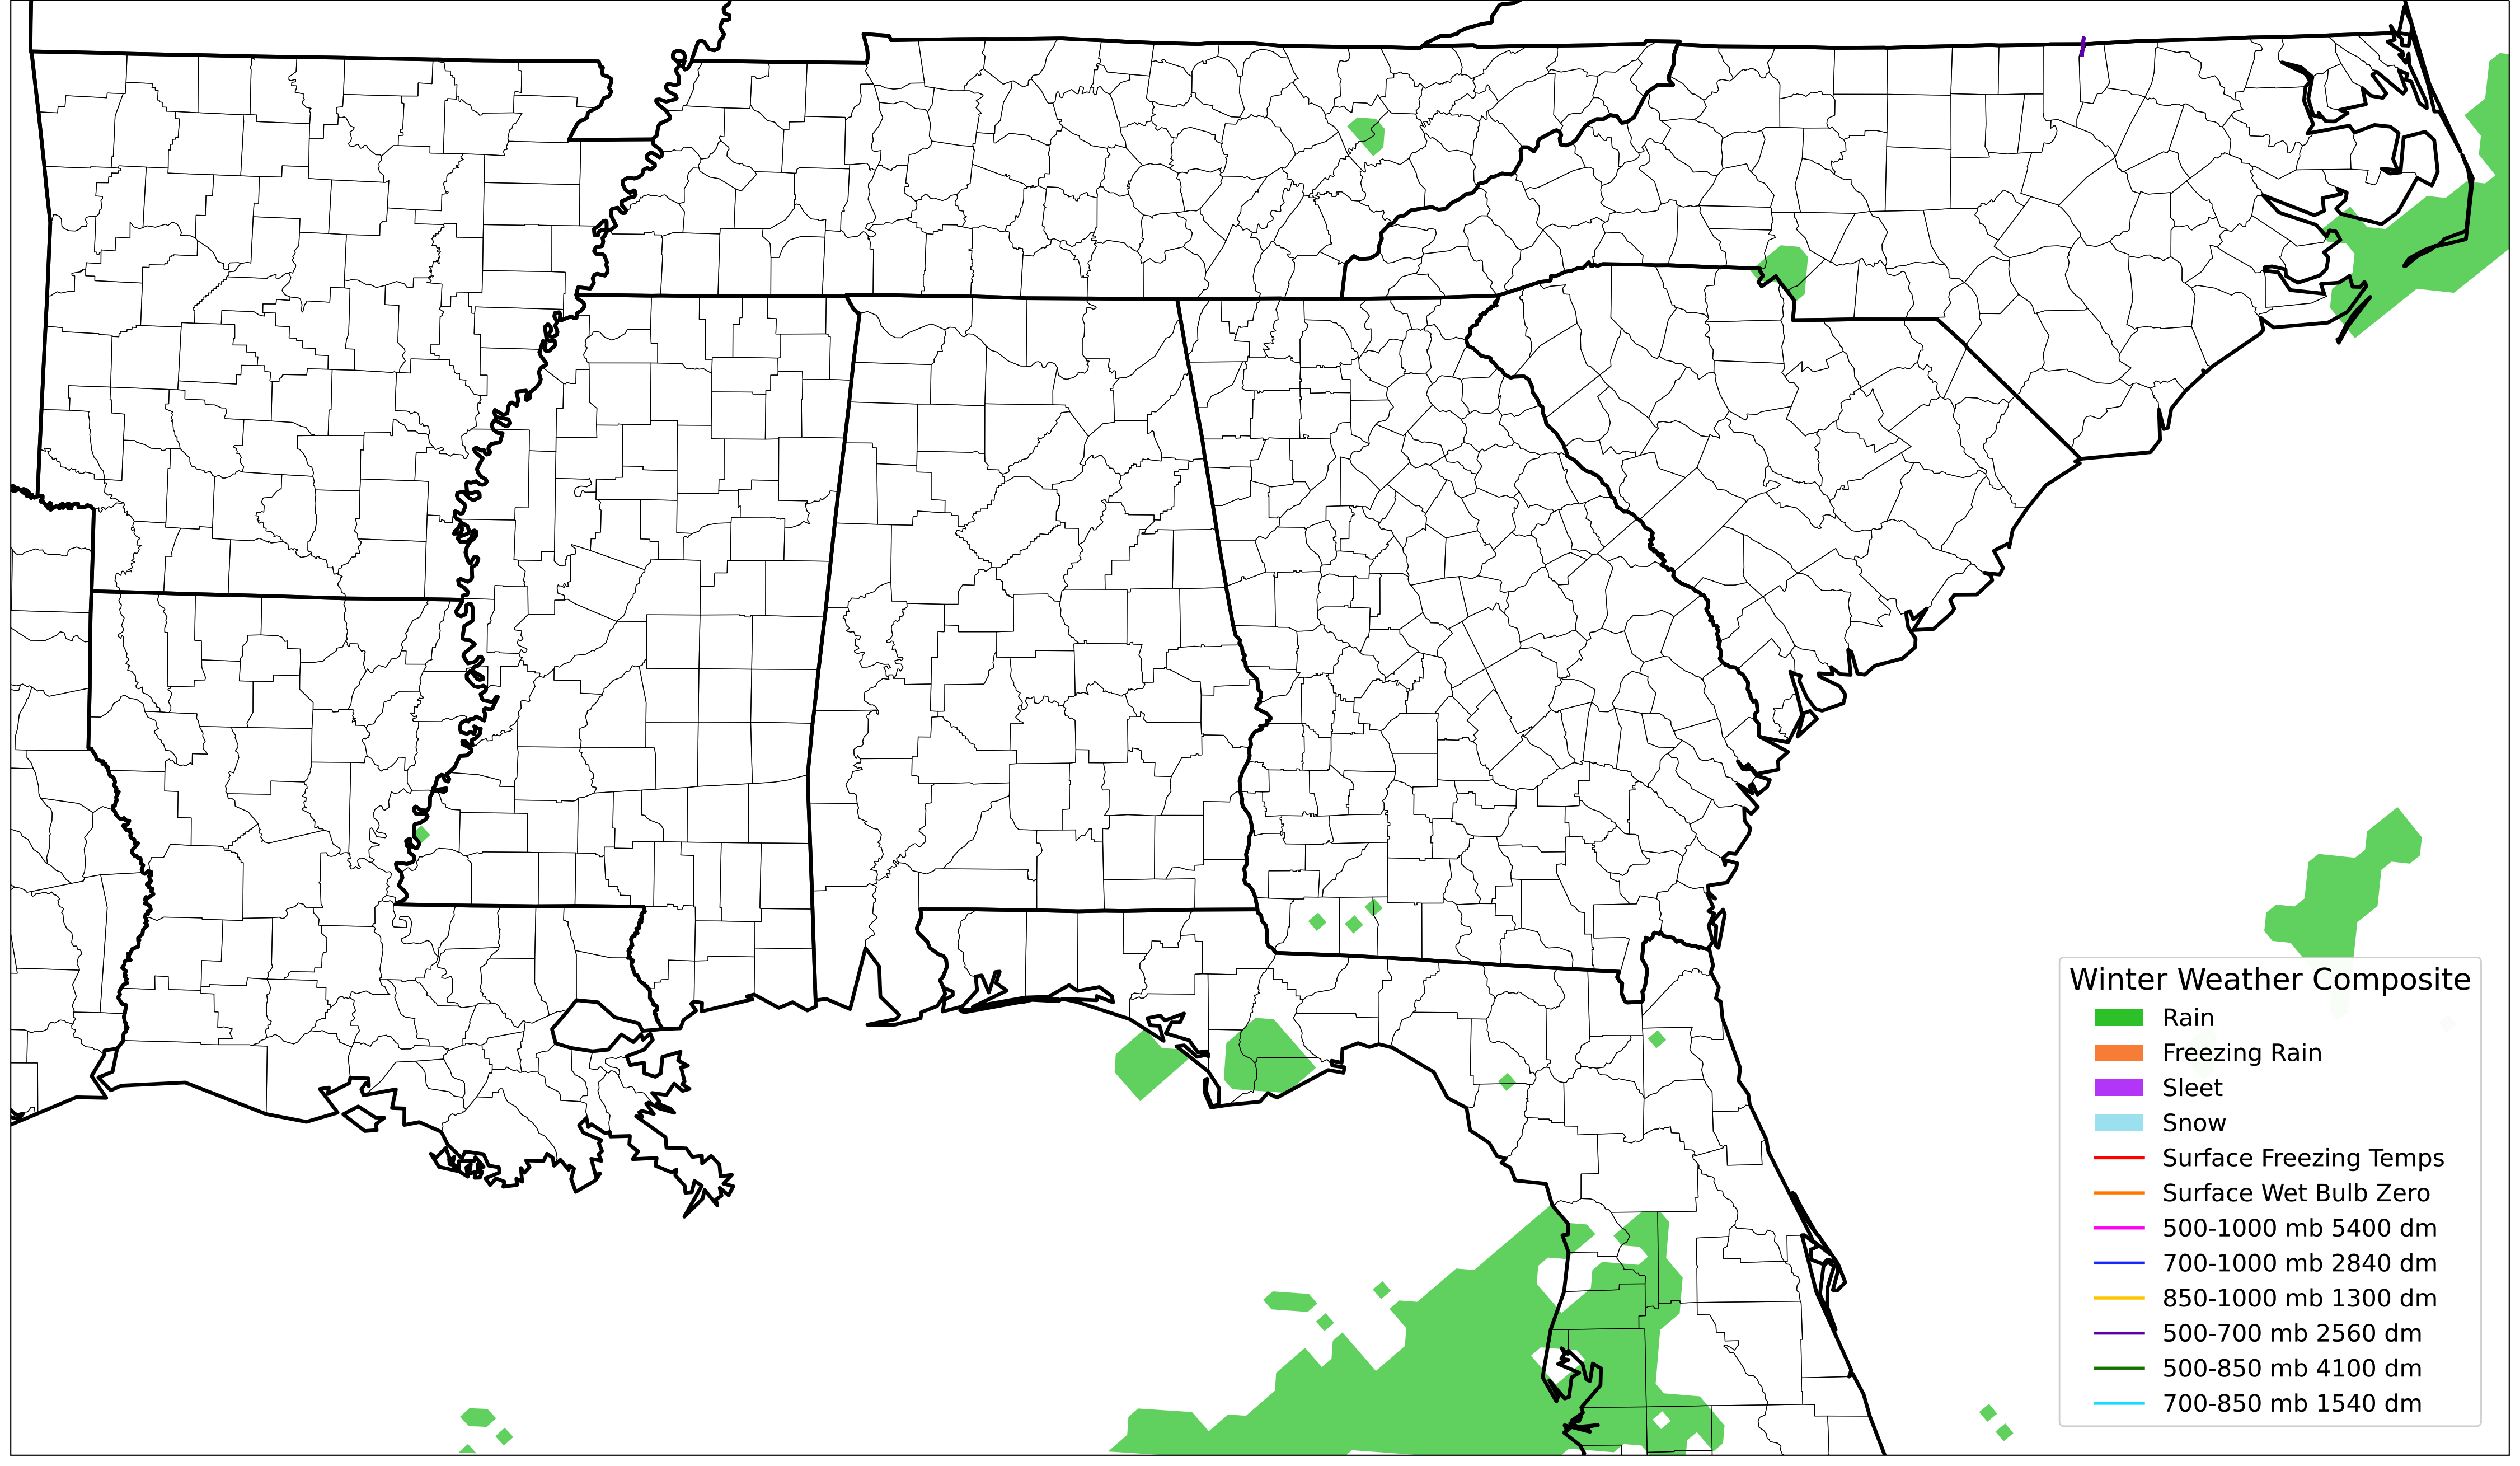 Winter Weather Composite
Rain
Freezing Rain
Sleet
Snow
Surface Freezing Temps
Surface Wet Bulb Zero
500-1000 mb 5400 dm
700-1000 mb 2840 dm
850-1000 mb 1300 dm
500-700 mb 2560 dm
500-850 mb 4100 dm
700-850 mb 1540 dm